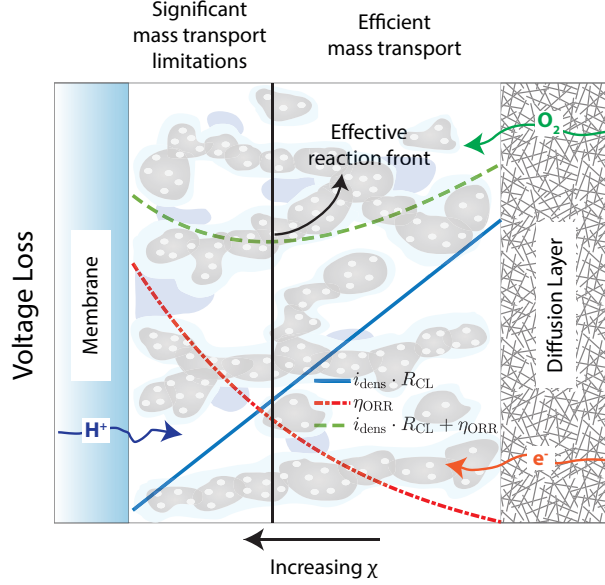 Significant
mass transport
limitations
Efficient
mass transport
Effective
reaction front
O₂
Voltage Loss
Membrane
Diffusion Layer
i_dens · R_CL
η_ORR
i_dens · R_CL + η_ORR
H⁺
e⁻
Increasing χ